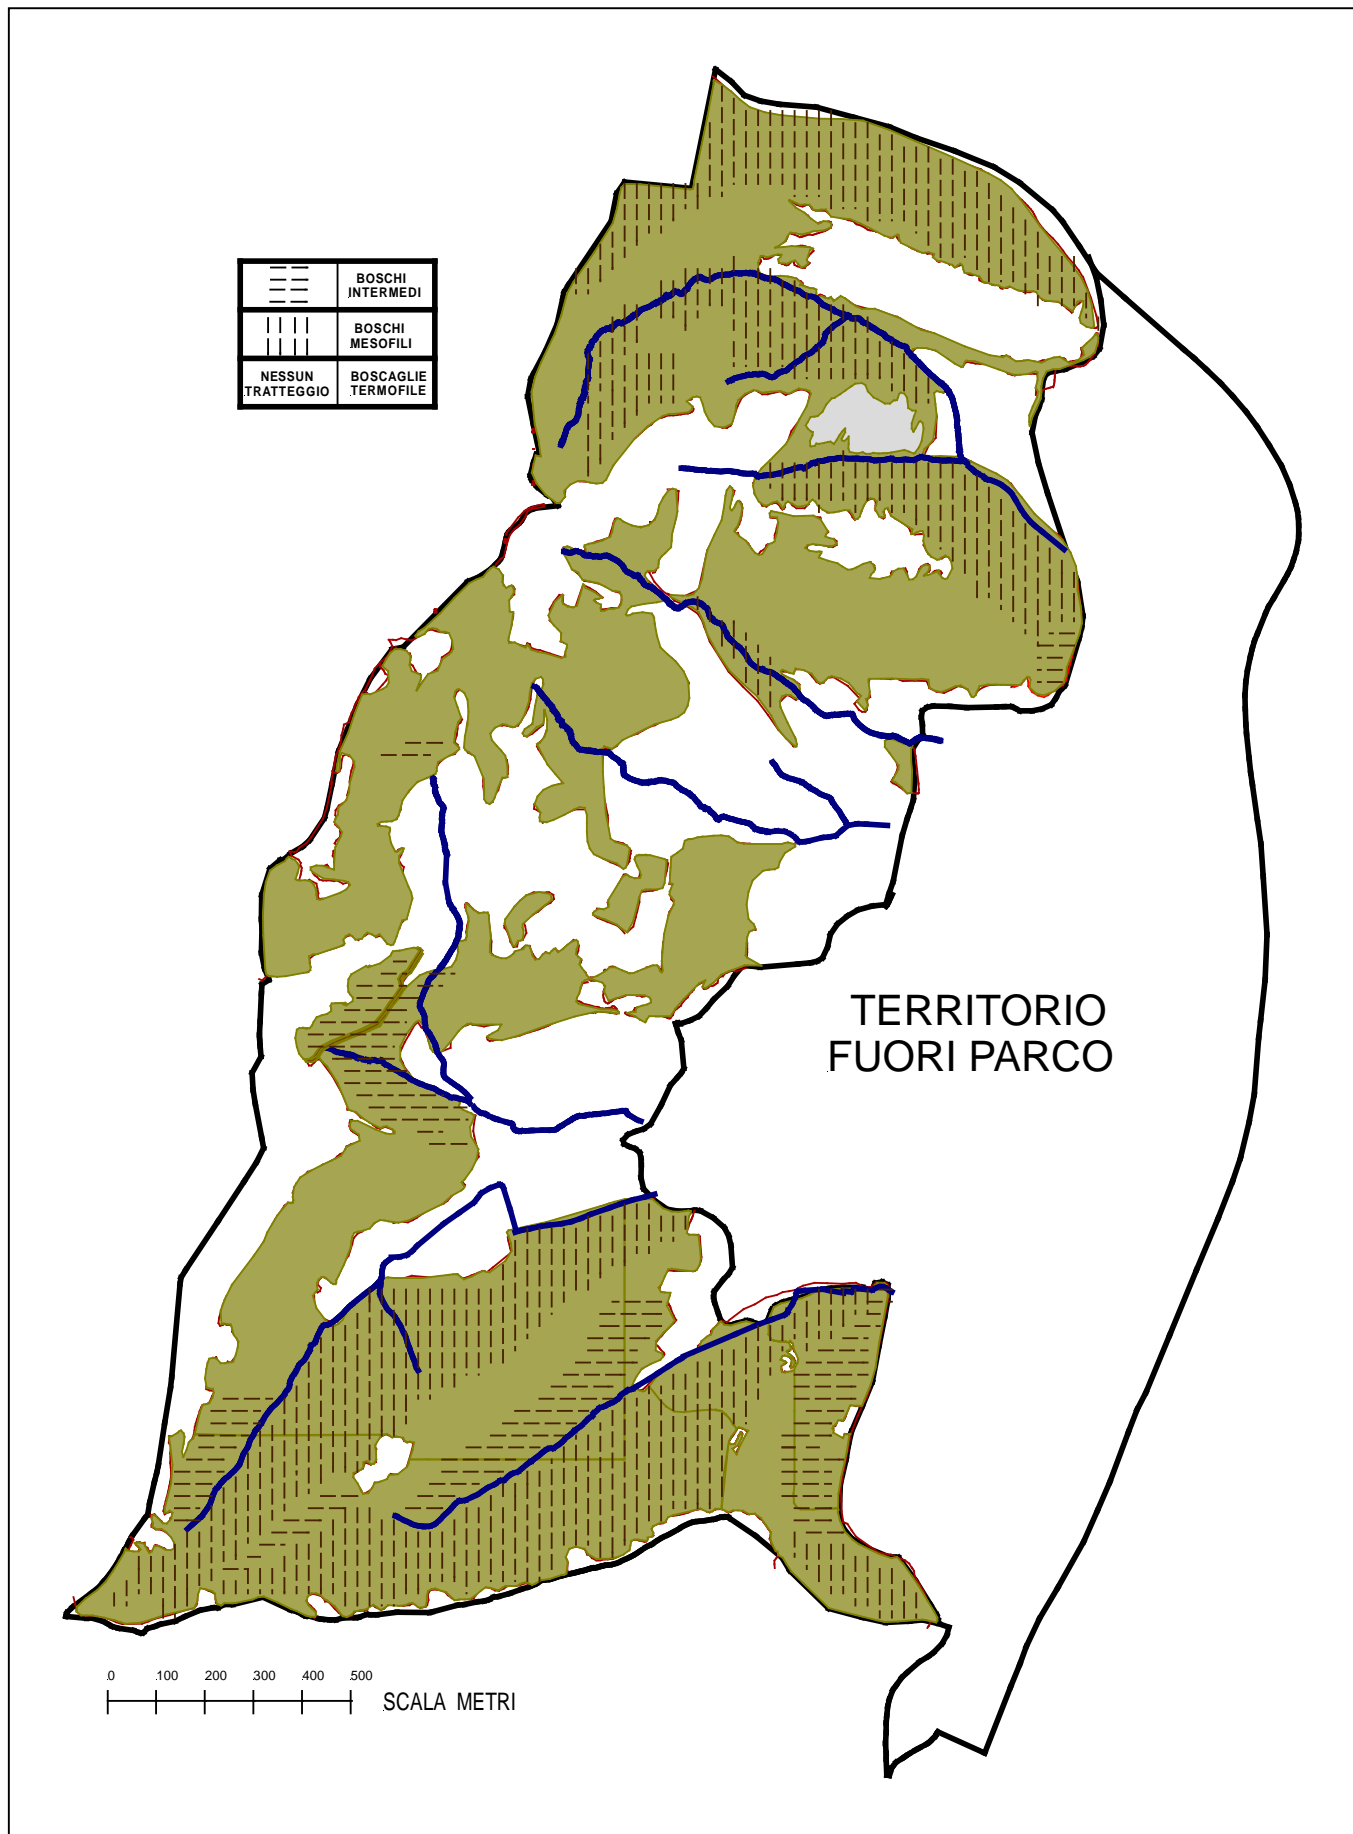 BOSCHI
INTERMEDI
BOSCHI
MESOFILI
NESSUN
TRATTEGGIO
BOSCAGLIE
TERMOFILE
TERRITORIO
FUORI PARCO
0 100 200 300 400 500
SCALA METRI